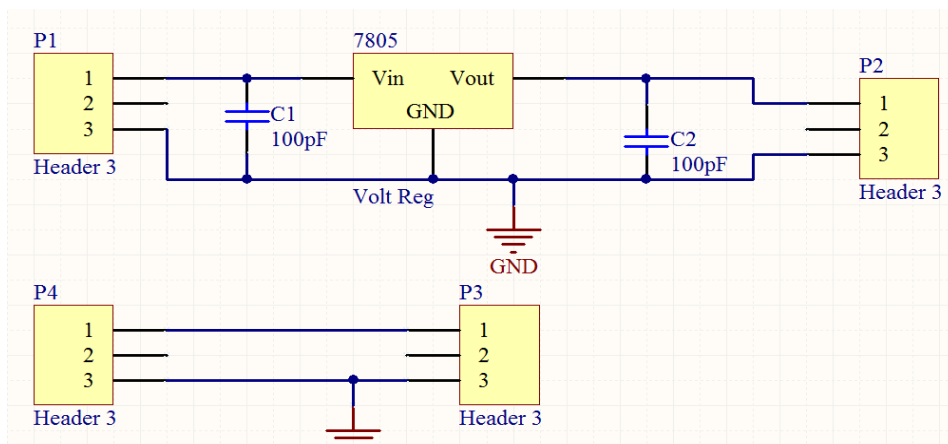 P1
1
2
3
Header 3
C1
100pF
7805
Vin Vout
GND
Volt Reg
C2
100pF
P2
1
2
3
Header 3
GND
P4
1
2
3
Header 3
P3
1
2
3
Header 3